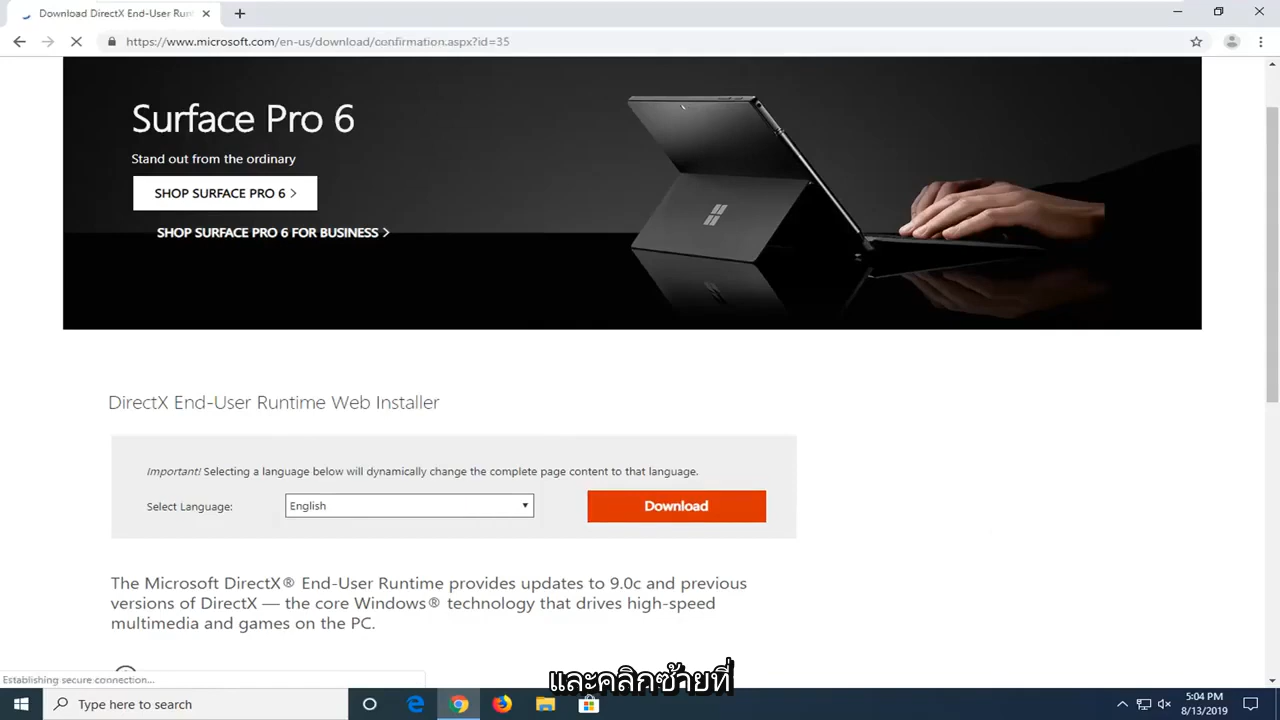 Download DirectX End-User Runt
https://www.microsoft.com/en-us/download/confirmation.aspx?id=35
Surface Pro 6
Stand out from the ordinary
SHOP SURFACE PRO 6 >
SHOP SURFACE PRO 6 FOR BUSINESS >
DirectX End-User Runtime Web Installer
Important! Selecting a language below will dynamically change the complete page content to that language.
Select Language:
English
Download
The Microsoft DirectX® End-User Runtime provides updates to 9.0c and previous
versions of DirectX — the core Windows® technology that drives high-speed
multimedia and games on the PC.
Establishing secure connection...
และคลิกซ้ายที่
Type here to search
5:04 PM
8/13/2019